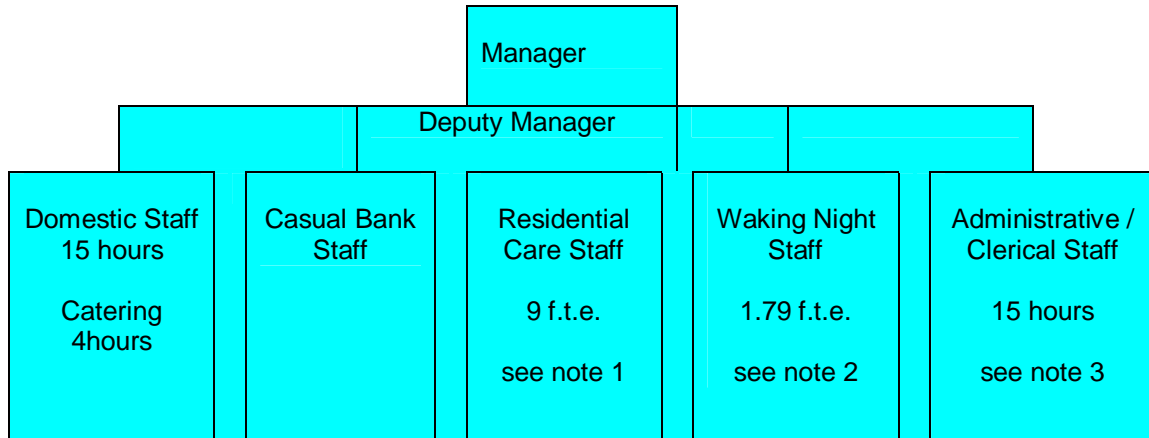 Manager
Deputy Manager
Domestic Staff
15 hours
Catering
4hours
Casual Bank
Staff
Residential
Care Staff
9 f.t.e.
see note 1
Waking Night
Staff
1.79 f.t.e.
see note 2
Administrative /
Clerical Staff
15 hours
see note 3